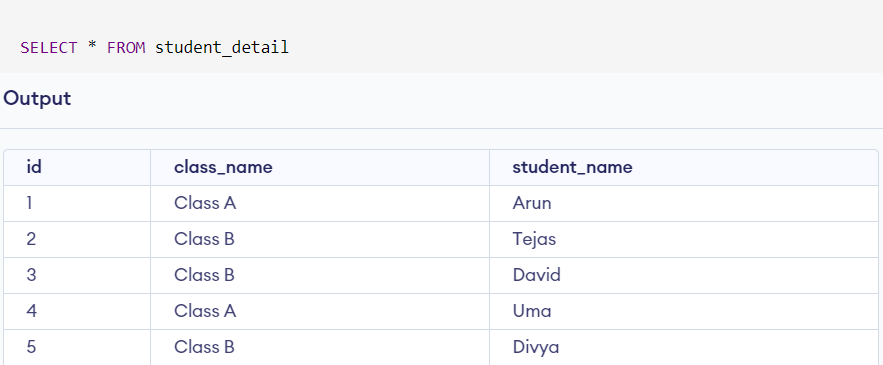 SELECT * FROM student_detail
Output
id class_name student_name
1 Class A Arun
2 Class B Tejas
3 Class B David
4 Class A Uma
5 Class B Divya